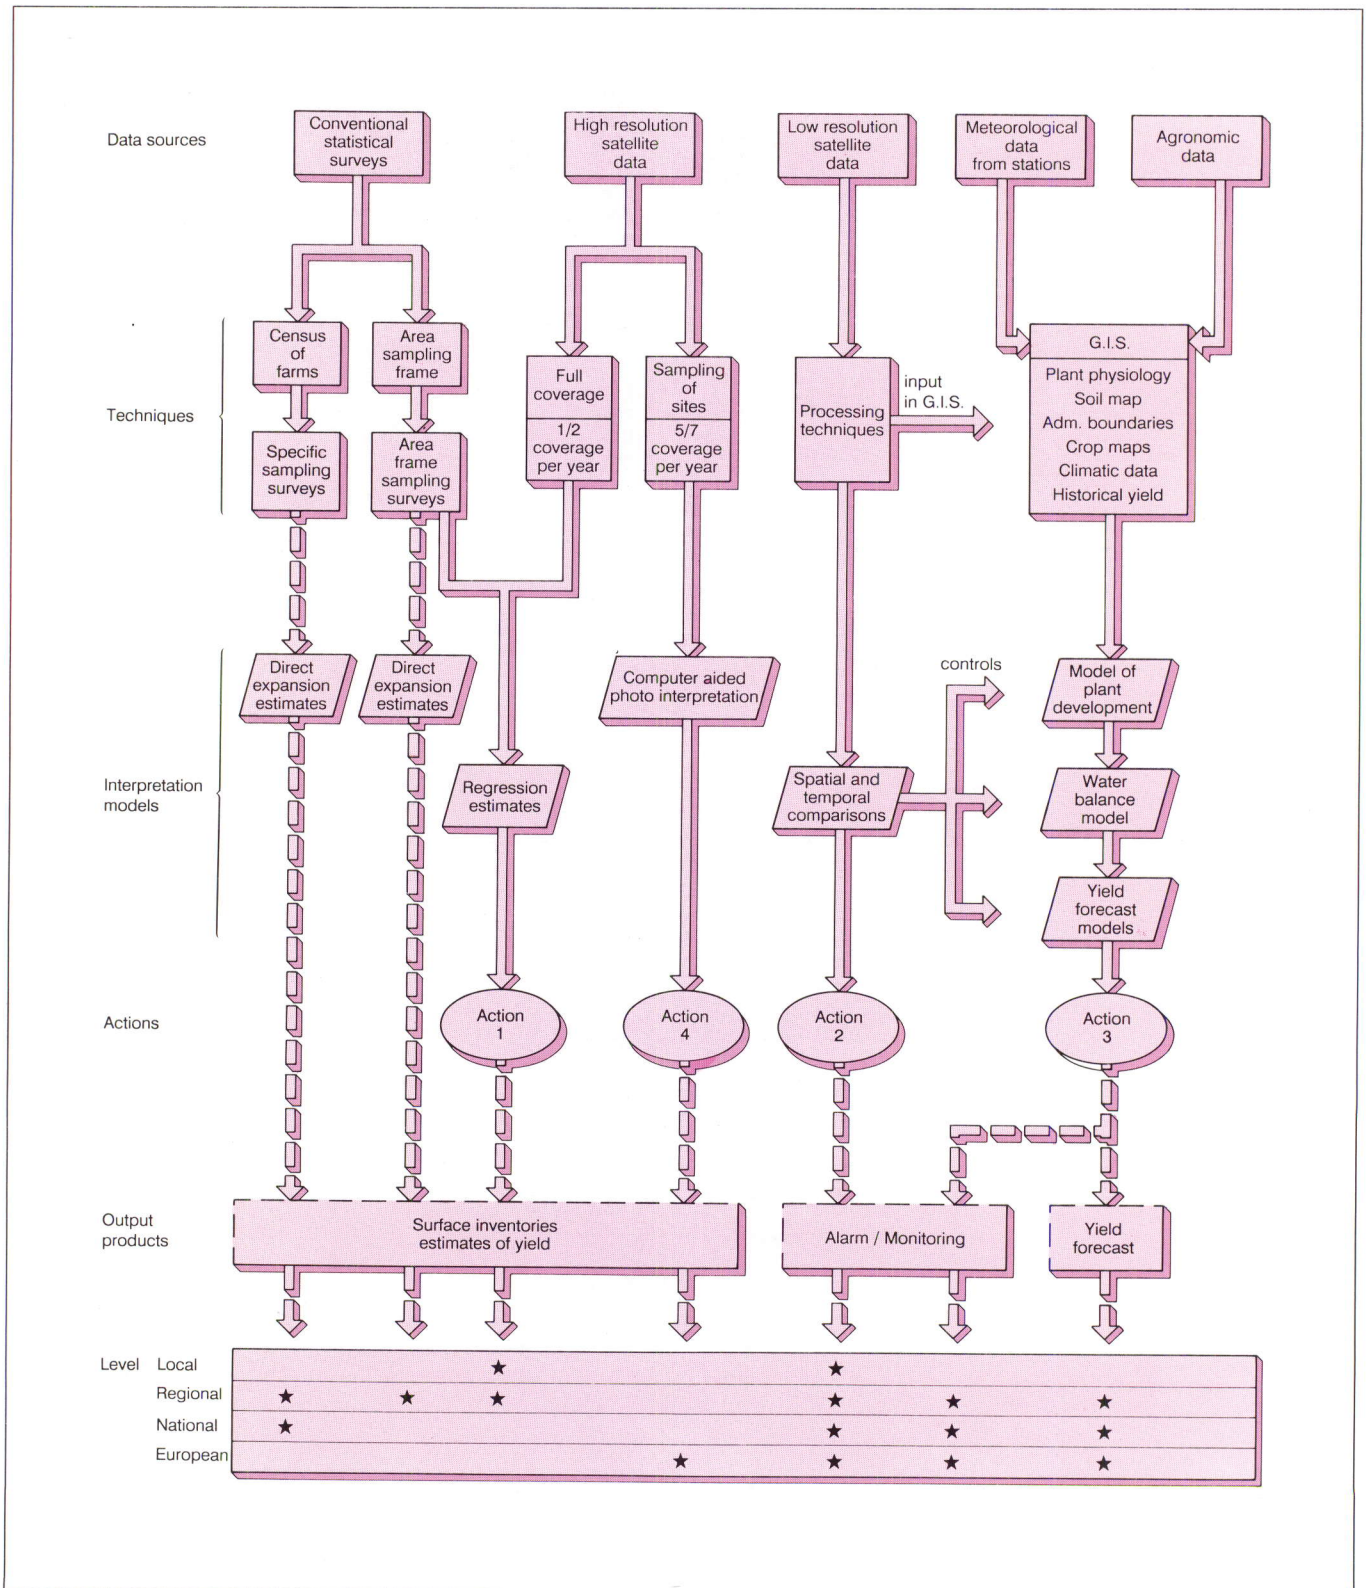 Data sources
Conventional
statistical
surveys
High resolution
satellite
data
Low resolution
satellite
data
Meteorological
data
from stations
Agronomic
data
Techniques
Census
of
farms
Area
sampling
frame
Full
coverage
1/2
coverage
per year
Sampling
of
sites
5/7
coverage
per year
Processing
techniques
input
in G.I.S.
G.I.S.
Plant physiology
Soil map
Adm. boundaries
Crop maps
Climatic data
Historical yield
Specific
sampling
surveys
Area
frame
sampling
surveys
Interpretation
models
Direct
expansion
estimates
Direct
expansion
estimates
Computer aided
photo interpretation
controls
Model of
plant
development
Regression
estimates
Spatial and
temporal
comparisons
Water
balance
model
Yield
forecast
models
Actions
Action
1
Action
4
Action
2
Action
3
Output
products
Surface inventories
estimates of yield
Alarm / Monitoring
Yield
forecast
Level Local ★ ★
Regional ★ ★ ★ ★ ★ ★
National ★ ★ ★ ★
European ★ ★ ★ ★